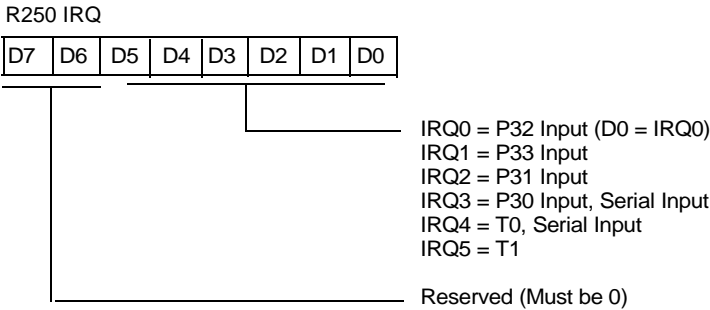 R250 IRQ
D7 D6 D5 D4 D3 D2 D1 D0
IRQ0 = P32 Input (D0 = IRQ0)
IRQ1 = P33 Input
IRQ2 = P31 Input
IRQ3 = P30 Input, Serial Input
IRQ4 = T0, Serial Input
IRQ5 = T1
Reserved (Must be 0)